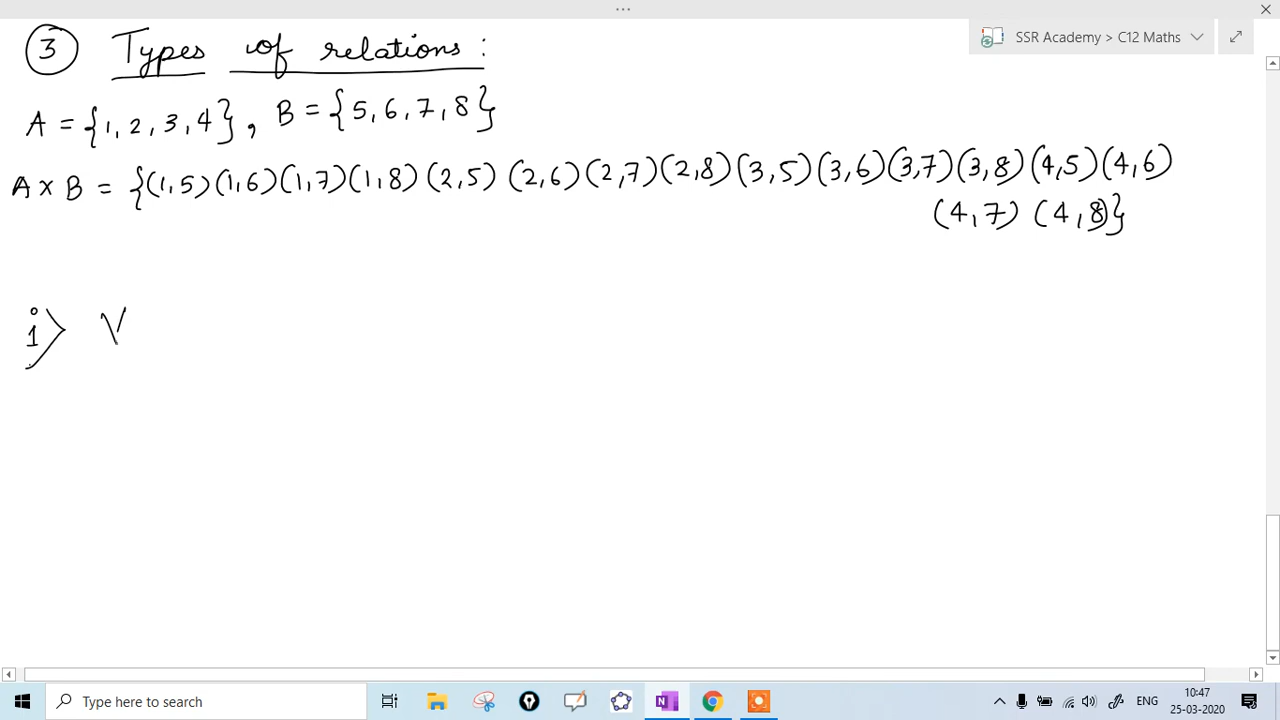 ...
SSR Academy > C12 Maths
③ Types of relations :
A = {1, 2, 3, 4}, B = {5, 6, 7, 8}
A × B = {(1,5)(1,6)(1,7)(1,8)(2,5)(2,6)(2,7)(2,8)(3,5)(3,6)(3,7)(3,8)(4,5)(4,6)
(4,7) (4,8)}
i> V
Type here to search
ENG
10:47
25-03-2020